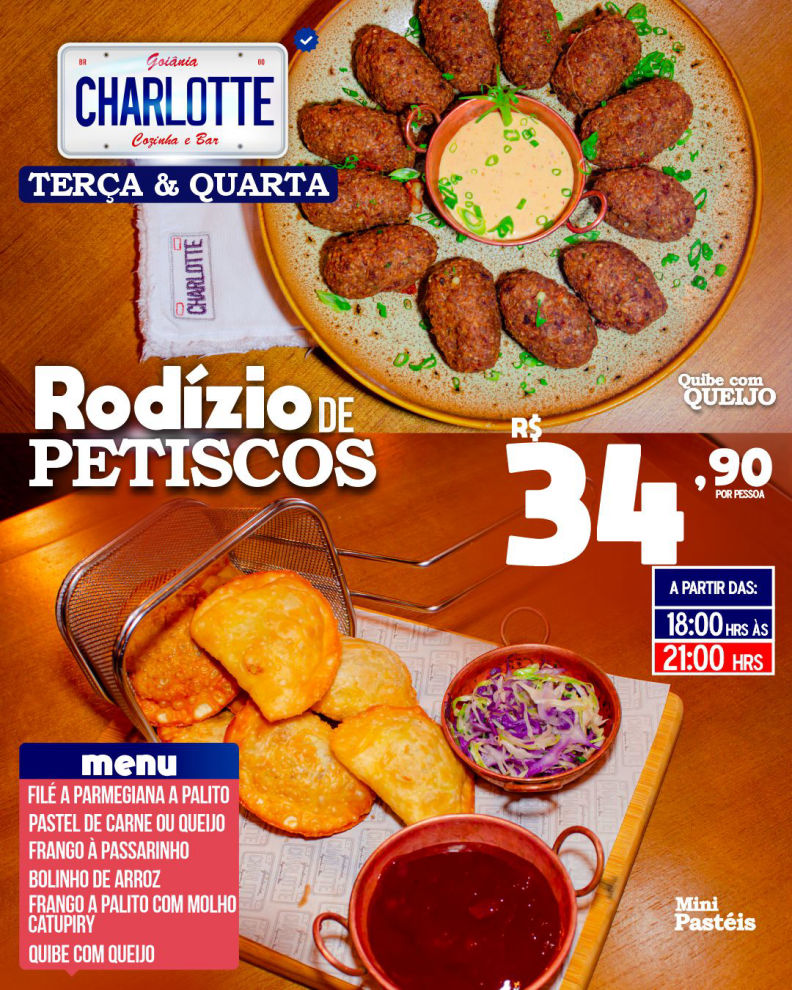 BR Goiânia 00
CHARLOTTE
Cozinha e Bar
TERÇA & QUARTA
CHARLOTTE
Quibe com
QUEIJO
Rodízio DE
PETISCOS
R$
34,90
POR PESSOA
A PARTIR DAS:
18:00 HRS ÀS
21:00 HRS
menu
FILÉ A PARMEGIANA A PALITO
PASTEL DE CARNE OU QUEIJO
FRANGO À PASSARINHO
BOLINHO DE ARROZ
FRANGO A PALITO COM MOLHO
CATUPIRY
QUIBE COM QUEIJO
Mini
Pastéis